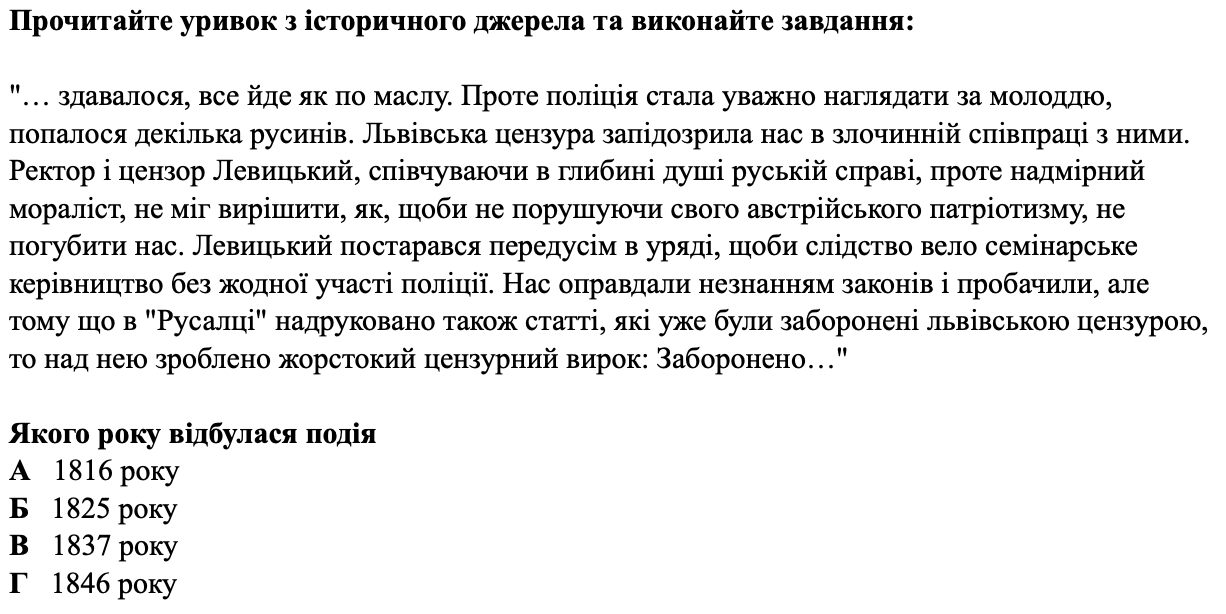 Прочитайте уривок з історичного джерела та виконайте завдання:
"… здавалося, все йде як по маслу. Проте поліція стала уважно наглядати за молоддю,
попалося декілька русинів. Львівська цензура запідозрила нас в злочинній співпраці з ними.
Ректор і цензор Левицький, співчуваючи в глибині душі руській справі, проте надмірний
мораліст, не міг вирішити, як, щоби не порушуючи свого австрійського патріотизму, не
погубити нас. Левицький постарався передусім в уряді, щоби слідство вело семінарське
керівництво без жодної участі поліції. Нас оправдали незнанням законів і пробачили, але
тому що в "Русалці" надруковано також статті, які уже були заборонені львівською цензурою,
то над нею зроблено жорстокий цензурний вирок: Заборонено…"
Якого року відбулася подія
А 1816 року
Б 1825 року
В 1837 року
Г 1846 року